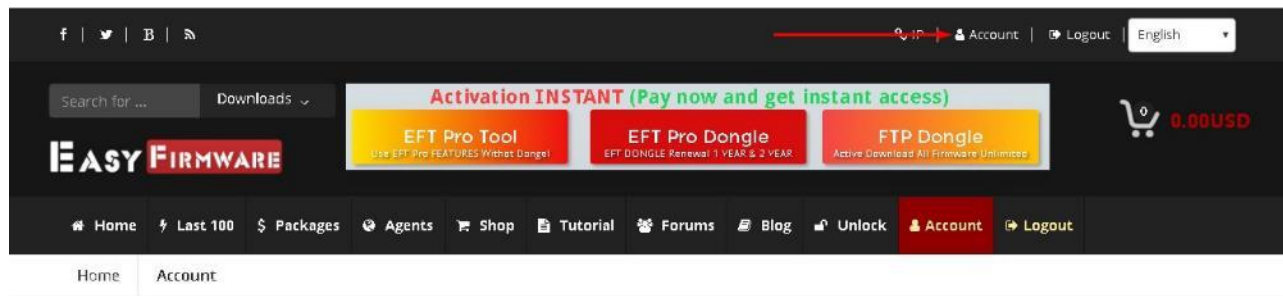 f | | B |
IP | Account | Logout | English
Search for ... Downloads
Activation INSTANT (Pay now and get instant access)
EFT Pro Tool
Use EFT Pro FEATURES Withot Dangel
EFT Pro Dongle
EFT DONGLE Renewal 1 YEAR & 2 YEAR
FTP Dongle
Active Download All Firmware Unlimited
0
0.00USD
EASY FIRMWARE
Home Last 100 $ Packages Agents Shop Tutorial Forums Blog Unlock Account Logout
Home Account